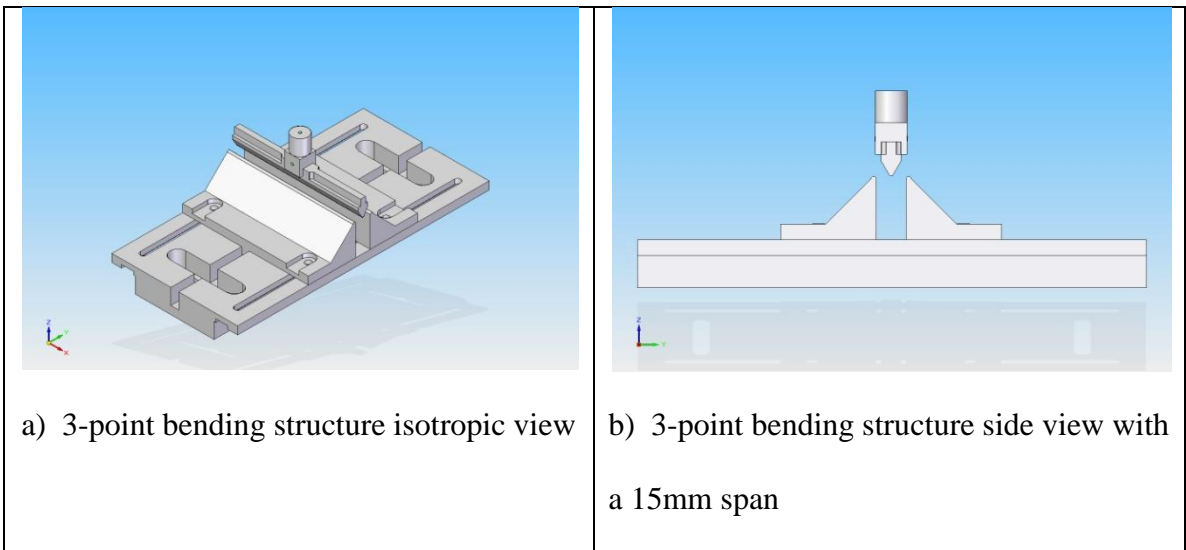 a) 3-point bending structure isotropic view
b) 3-point bending structure side view with
a 15mm span